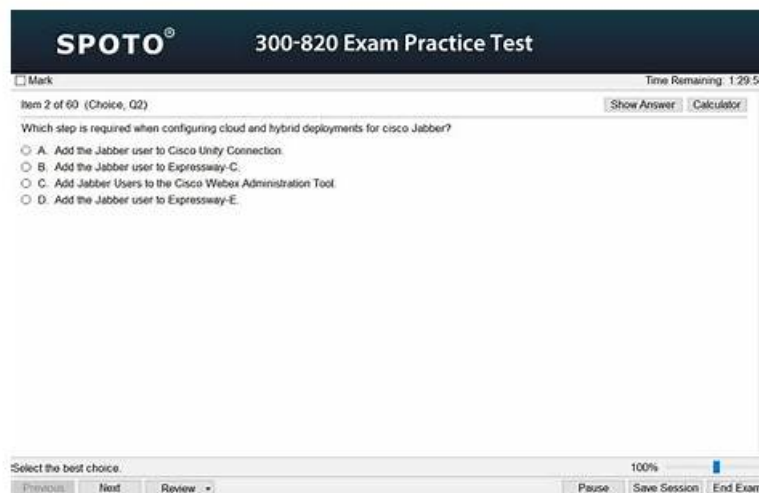 SPOTO® 300-820 Exam Practice Test
Mark Time Remaining: 1:29:5
Item 2 of 60 (Choice, Q2) Show Answer Calculator
Which step is required when configuring cloud and hybrid deployments for cisco Jabber?
A. Add the Jabber user to Cisco Unity Connection.
B. Add the Jabber user to Expressway-C.
C. Add Jabber Users to the Cisco Webex Administration Tool.
D. Add the Jabber user to Expressway-E.
Select the best choice. 100%
Previous Next Review Pause Save Session End Exam